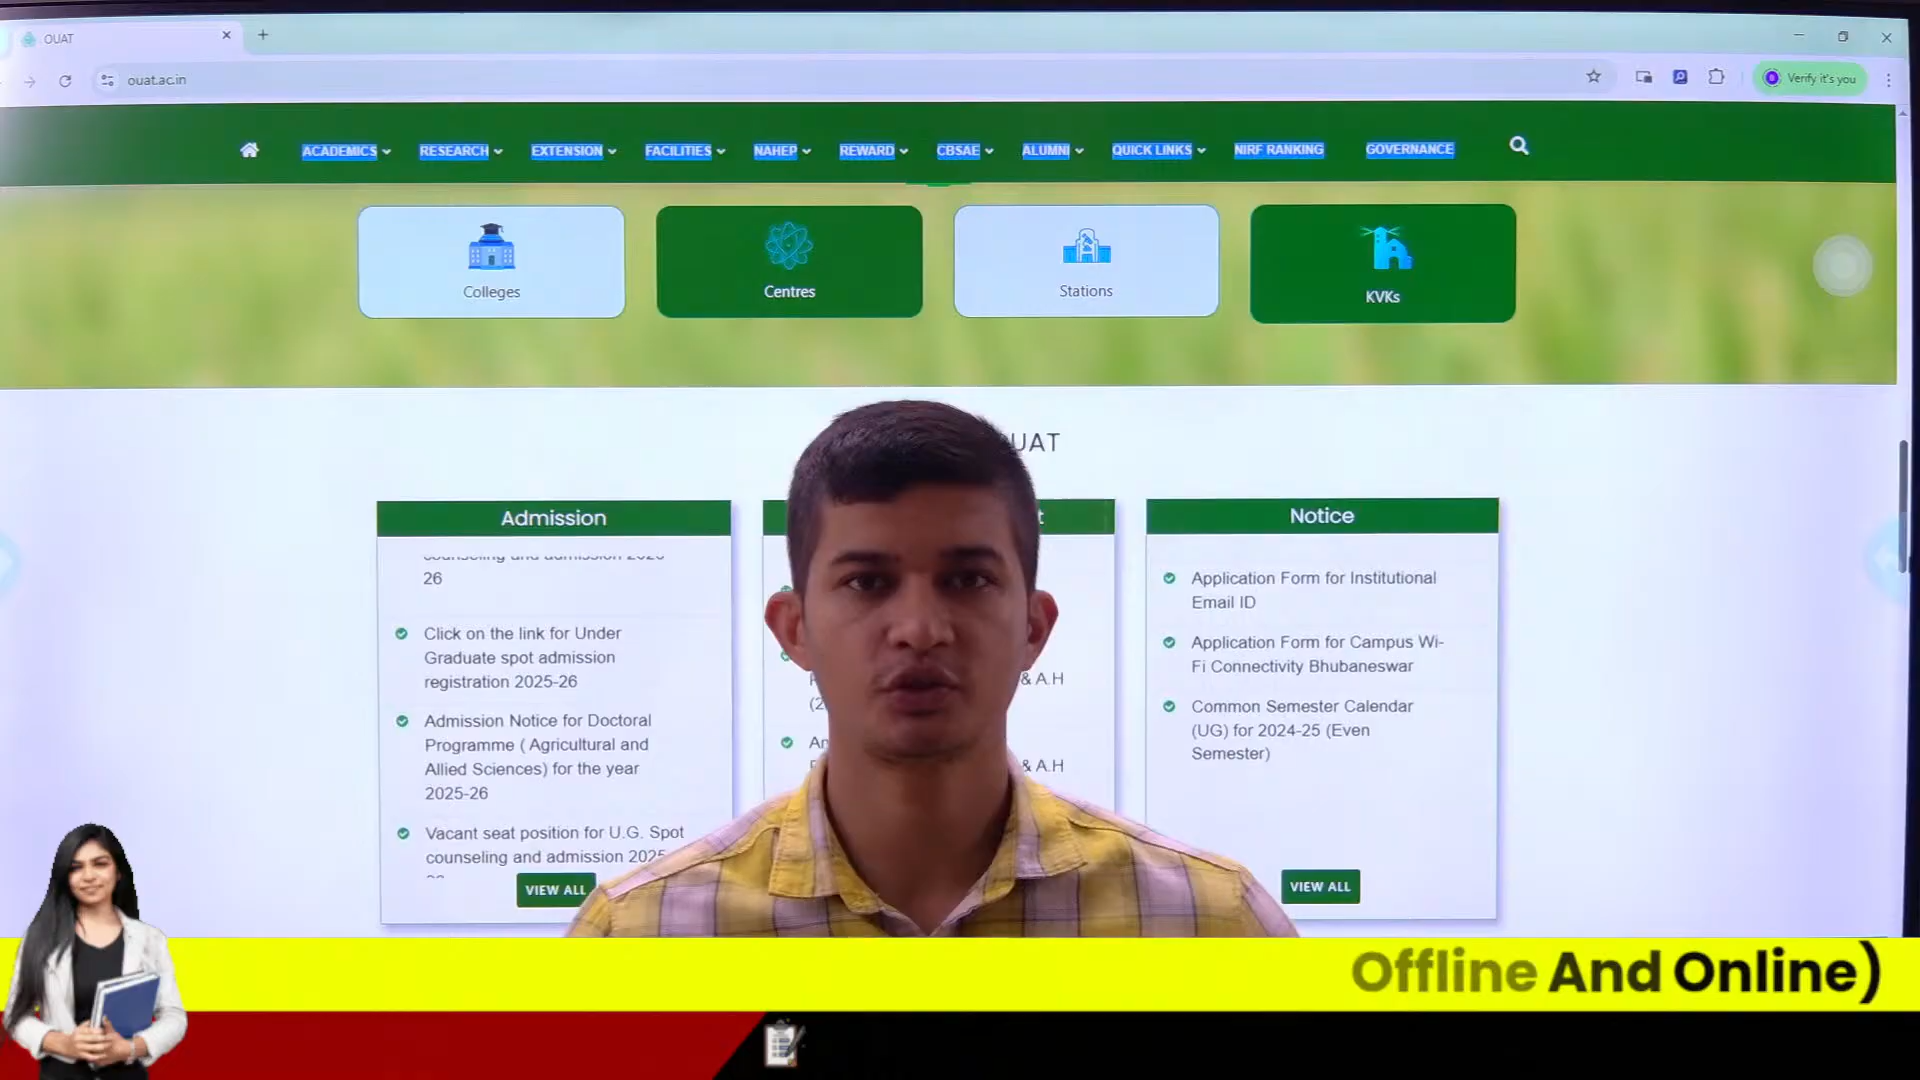 OUAT
ouat.ac.in
Verify it's you
ACADEMICS RESEARCH EXTENSION FACILITIES NAHEP REWARD CBSAE ALUMNI QUICK LINKS NIRF RANKING GOVERNANCE
Colleges
Centres
Stations
KVKs
UAT
Admission
counseling and admission 2025-
26
Click on the link for Under
Graduate spot admission
registration 2025-26
Admission Notice for Doctoral
Programme ( Agricultural and
Allied Sciences) for the year
2025-26
Vacant seat position for U.G. Spot
counseling and admission 2025-
VIEW ALL
t
& A.H
(2
An
& A.H
Notice
Application Form for Institutional
Email ID
Application Form for Campus Wi-
Fi Connectivity Bhubaneswar
Common Semester Calendar
(UG) for 2024-25 (Even
Semester)
VIEW ALL
Offline And Online)